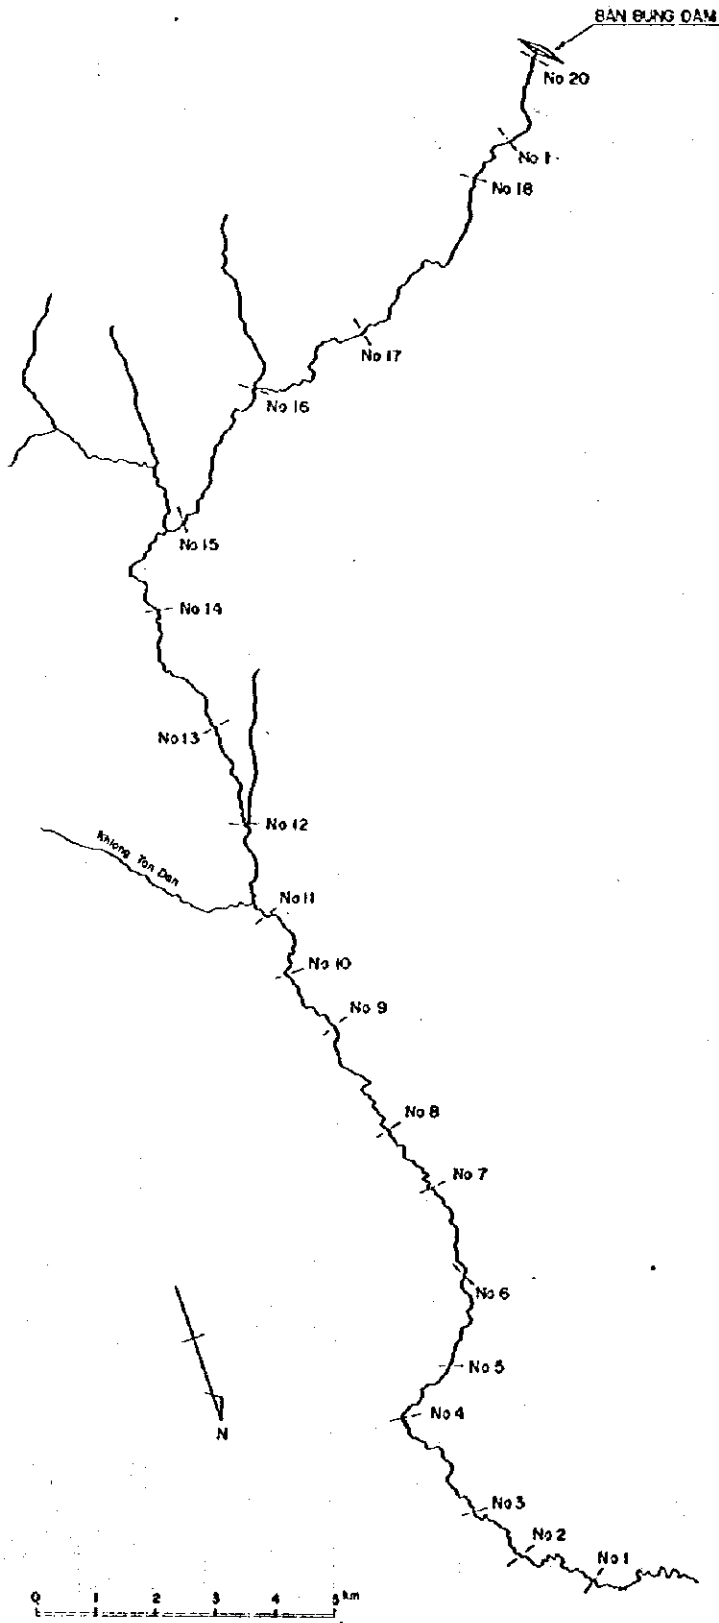 BAN BUNG DAM
No 20
No 1
No 18
No 17
No 16
No 15
No 14
No 13
No 12
Khlong Ton Dan
No 11
No 10
No 9
No 8
No 7
No 6
No 5
N
No 4
No 3
No 2
No 1
0 1 2 3 4 5 km